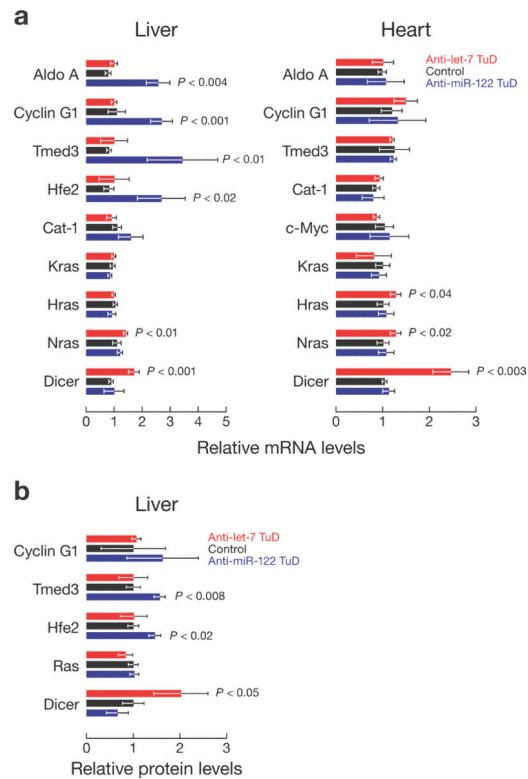 a
Liver
Aldo A
P < 0.004
Cyclin G1
P < 0.001
Tmed3
P < 0.01
Hfe2
P < 0.02
Cat-1
Kras
Hras
Nras
P < 0.01
Dicer
P < 0.001
0 1 2 3 4 5
Heart
Anti-let-7 TuD
Control
Anti-miR-122 TuD
Aldo A
Cyclin G1
Tmed3
Cat-1
c-Myc
Kras
Hras
P < 0.04
Nras
P < 0.02
Dicer
P < 0.003
0 1 2 3
Relative mRNA levels
b
Liver
Anti-let-7 TuD
Control
Anti-miR-122 TuD
Cyclin G1
Tmed3
P < 0.008
Hfe2
P < 0.02
Ras
Dicer
P < 0.05
0 1 2 3
Relative protein levels